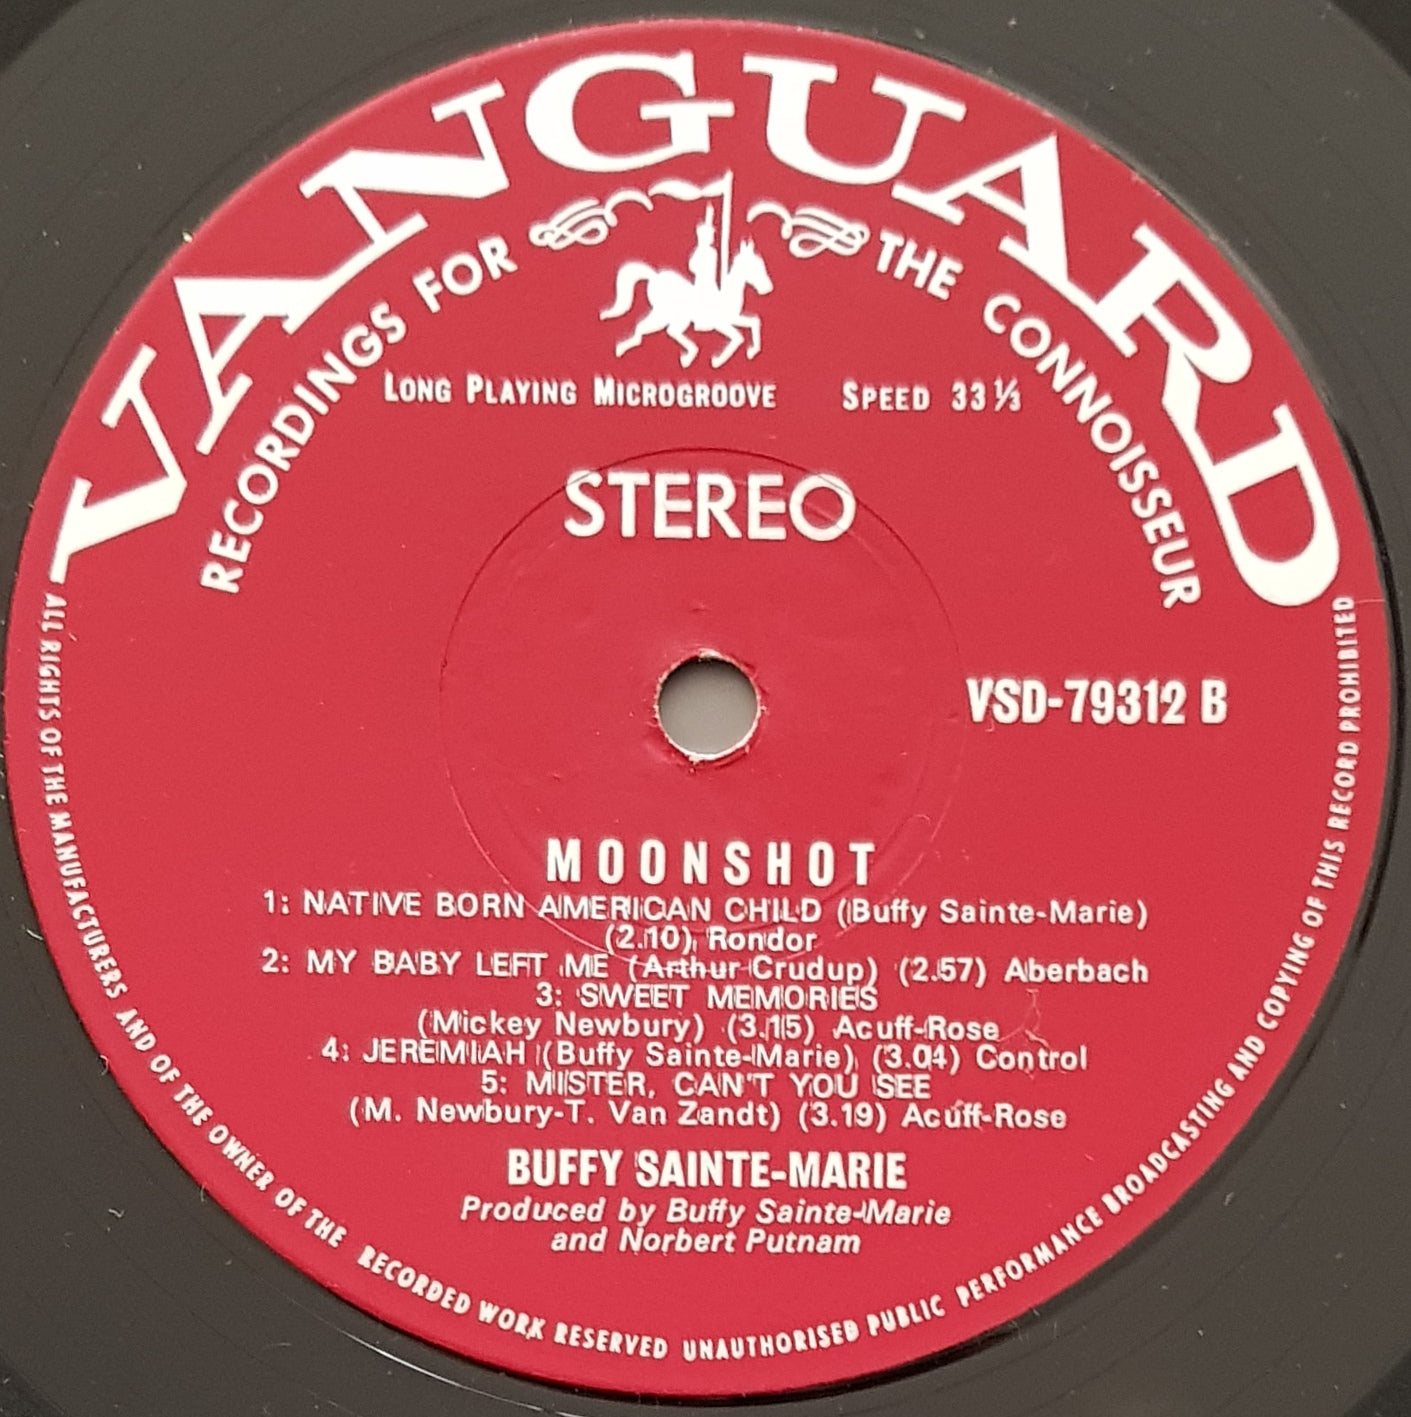 VANGUARD
RECORDINGS FOR THE CONNOISSEUR
LONG PLAYING MICROGROOVE SPEED 33⅓
STEREO
VSD-79312 B
MOONSHOT
1: NATIVE BORN AMERICAN CHILD (Buffy Sainte-Marie)
(2.10) Rondor
2: MY BABY LEFT ME (Arthur Crudup) (2.57) Aberbach
3: SWEET MEMORIES
(Mickey Newbury) (3.15) Acuff-Rose
4: JEREMIAH (Buffy Sainte-Marie) (3.04) Control
5: MISTER, CAN'T YOU SEE
(M. Newbury-T. Van Zandt) (3.19) Acuff-Rose
BUFFY SAINTE-MARIE
Produced by Buffy Sainte-Marie
and Norbert Putnam
ALL RIGHTS OF THE MANUFACTURERS AND OF THE OWNER OF THE RECORDED WORK RESERVED UNAUTHORISED PUBLIC PERFORMANCE BROADCASTING AND COPYING OF THIS RECORD PROHIBITED